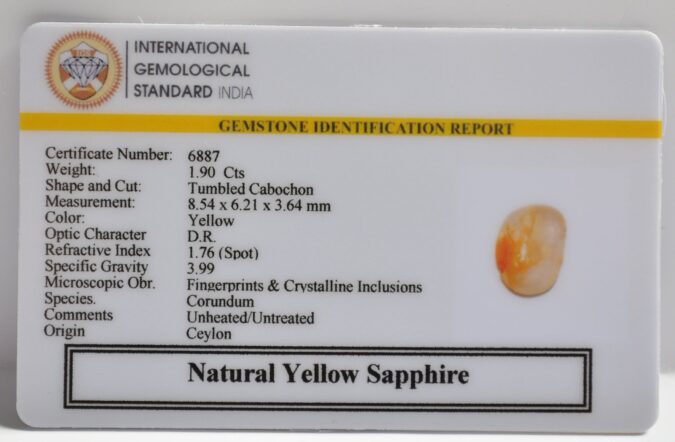 IGS
INTERNATIONAL
GEMOLOGICAL
STANDARD INDIA
GEMSTONE IDENTIFICATION REPORT
Certificate Number: 6887
Weight: 1.90 Cts
Shape and Cut: Tumbled Cabochon
Measurement: 8.54 x 6.21 x 3.64 mm
Color: Yellow
Optic Character D.R.
Refractive Index 1.76 (Spot)
Specific Gravity 3.99
Microscopic Obr. Fingerprints & Crystalline Inclusions
Species. Corundum
Comments Unheated/Untreated
Origin Ceylon
Natural Yellow Sapphire